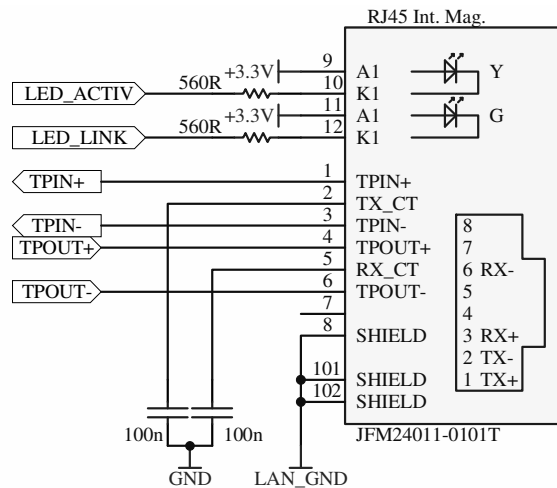 RJ45 Int. Mag.
+3.3V 9 A1 Y
LED_ACTIV 560R 10 K1
+3.3V 11 A1 G
LED_LINK 560R 12 K1
TPIN+ 1 TPIN+
2 TX_CT
TPIN- 3 TPIN- 8
TPOUT+ 4 TPOUT+ 7
5 RX_CT 6 RX-
TPOUT- 6 TPOUT- 5
7 4
8 SHIELD 3 RX+
2 TX-
101 SHIELD 1 TX+
102 SHIELD
100n 100n JFM24011-0101T
GND LAN_GND